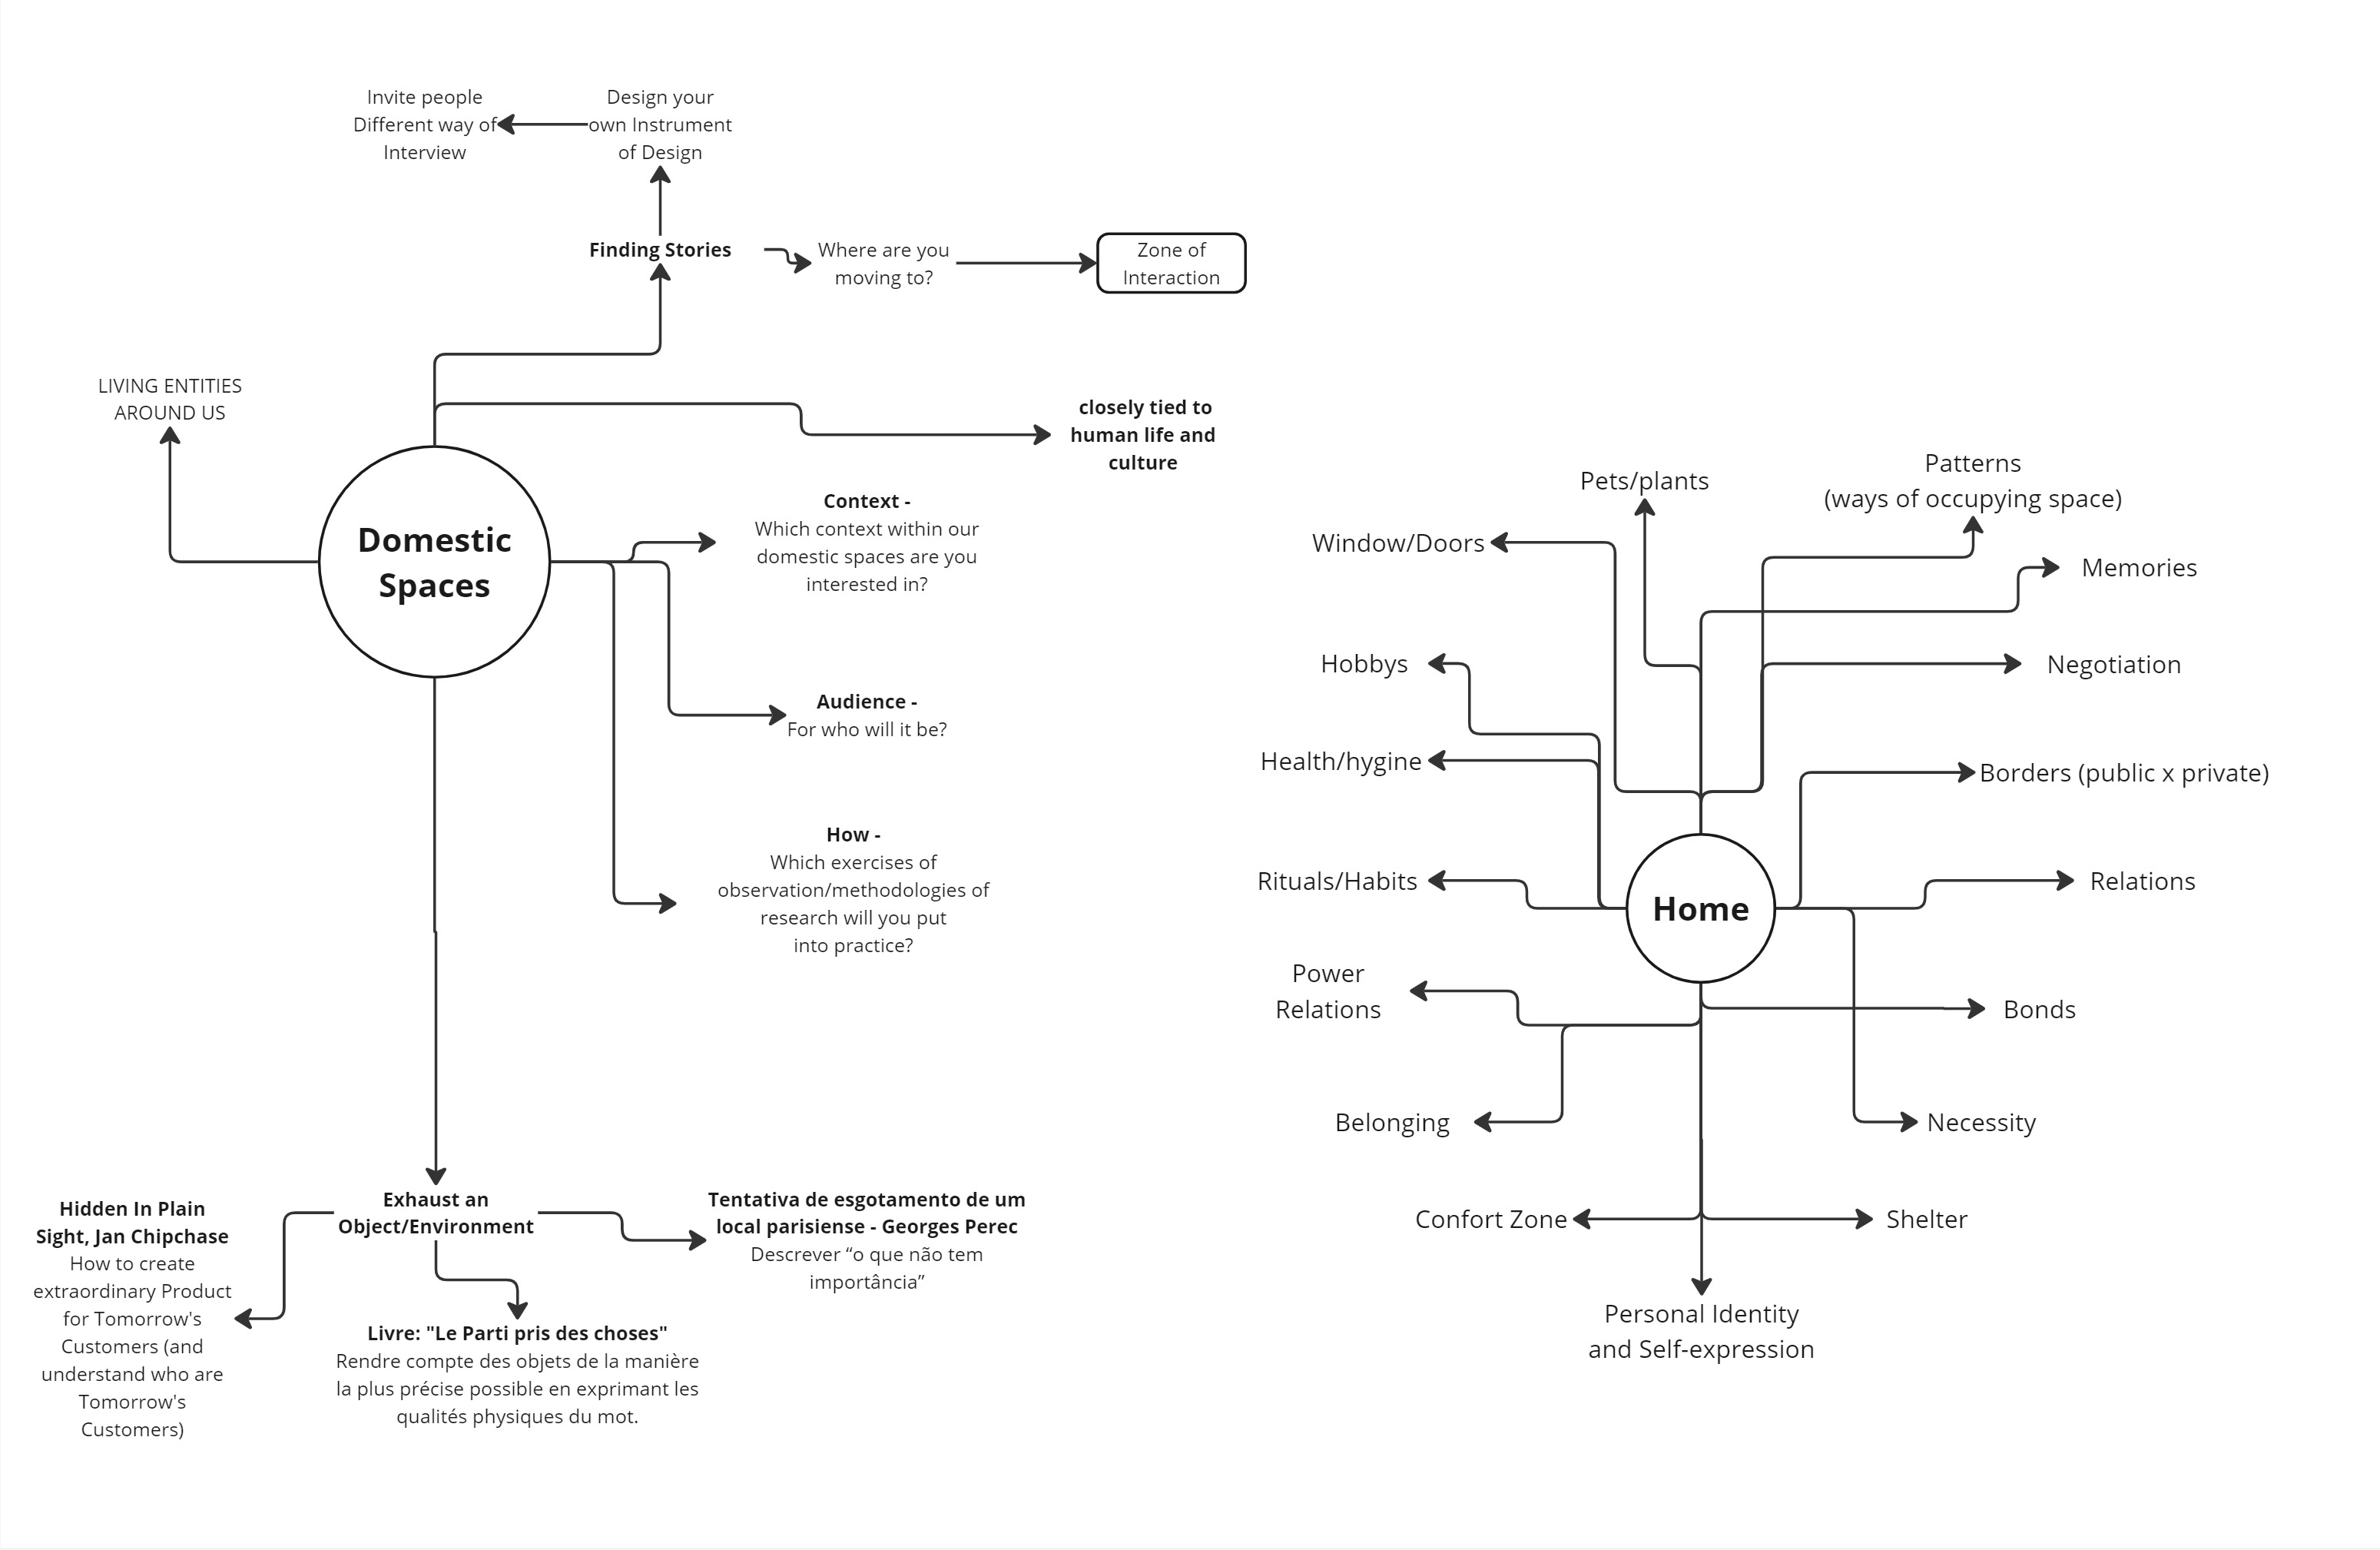 Invite people
Different way of
Interview
Design your
own Instrument
of Design
Finding Stories
Where are you
moving to?
Zone of
Interaction
LIVING ENTITIES
AROUND US
closely tied to
human life and
culture
Domestic
Spaces
Context -
Which context within our
domestic spaces are you
interested in?
Audience -
For who will it be?
How -
Which exercises of
observation/methodologies of
research will you put
into practice?
Hidden In Plain
Sight, Jan Chipchase
How to create
extraordinary Product
for Tomorrow's
Customers (and
understand who are
Tomorrow's
Customers)
Exhaust an
Object/Environment
Tentativa de esgotamento de um
local parisiense - Georges Perec
Descrever “o que não tem
importância”
Livre: "Le Parti pris des choses"
Rendre compte des objets de la manière
la plus précise possible en exprimant les
qualités physiques du mot.
Pets/plants
Patterns
(ways of occupying space)
Window/Doors
Memories
Hobbys
Negotiation
Health/hygine
Borders (public x private)
Rituals/Habits
Home
Relations
Power
Relations
Bonds
Belonging
Necessity
Confort Zone
Shelter
Personal Identity
and Self-expression